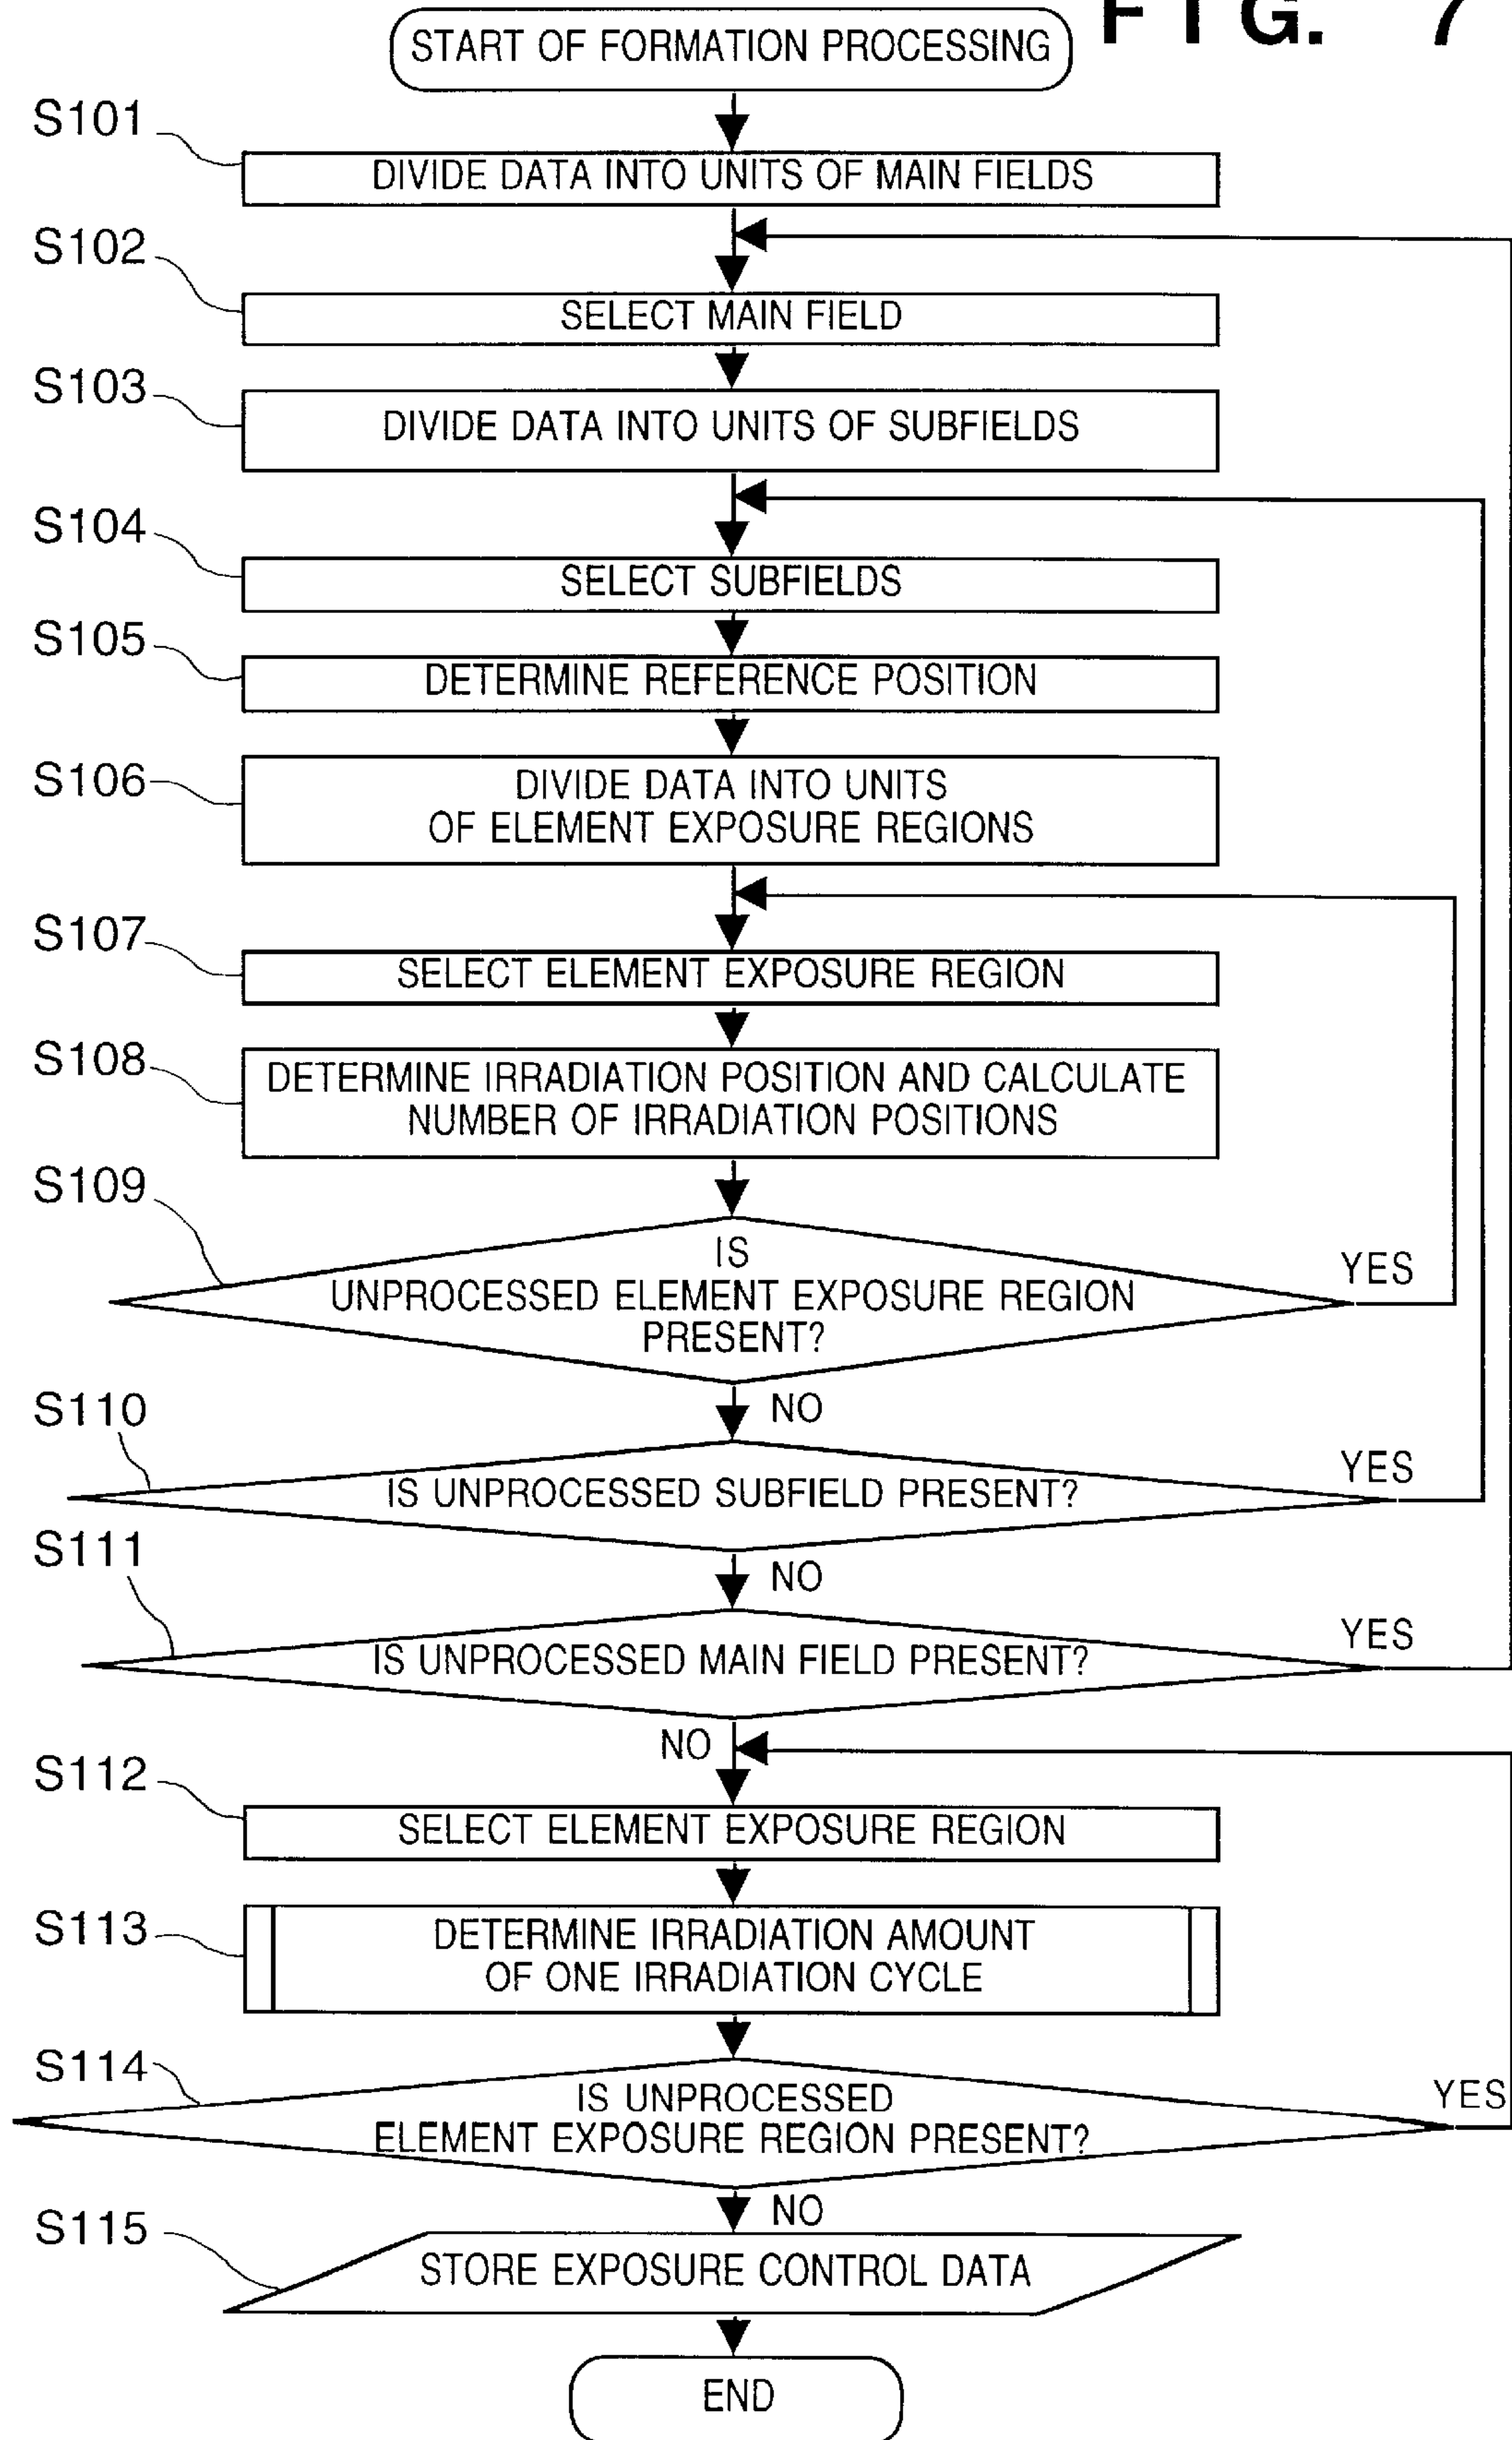 FIG. 7
START OF FORMATION PROCESSING
S101
DIVIDE DATA INTO UNITS OF MAIN FIELDS
S102
SELECT MAIN FIELD
S103
DIVIDE DATA INTO UNITS OF SUBFIELDS
S104
SELECT SUBFIELDS
S105
DETERMINE REFERENCE POSITION
S106
DIVIDE DATA INTO UNITS
OF ELEMENT EXPOSURE REGIONS
S107
SELECT ELEMENT EXPOSURE REGION
S108
DETERMINE IRRADIATION POSITION AND CALCULATE
NUMBER OF IRRADIATION POSITIONS
S109
IS
UNPROCESSED ELEMENT EXPOSURE REGION
PRESENT?
YES
NO
S110
IS UNPROCESSED SUBFIELD PRESENT?
YES
NO
S111
IS UNPROCESSED MAIN FIELD PRESENT?
YES
NO
S112
SELECT ELEMENT EXPOSURE REGION
S113
DETERMINE IRRADIATION AMOUNT
OF ONE IRRADIATION CYCLE
S114
IS UNPROCESSED
ELEMENT EXPOSURE REGION PRESENT?
YES
NO
S115
STORE EXPOSURE CONTROL DATA
END